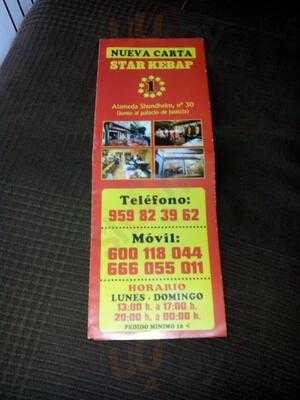 NUEVA CARTA
STAR KEBAP
1
Alameda Shundheim, nº 30
(Junto al palacio de justicia)
Teléfono:
959 82 39 62
Móvil:
600 118 044
666 055 011
HORARIO
LUNES - DOMINGO
13:00 h. a 17:00 h.
20:00 h. a 00:00 h.
PEDIDO MÍNIMO 10 €